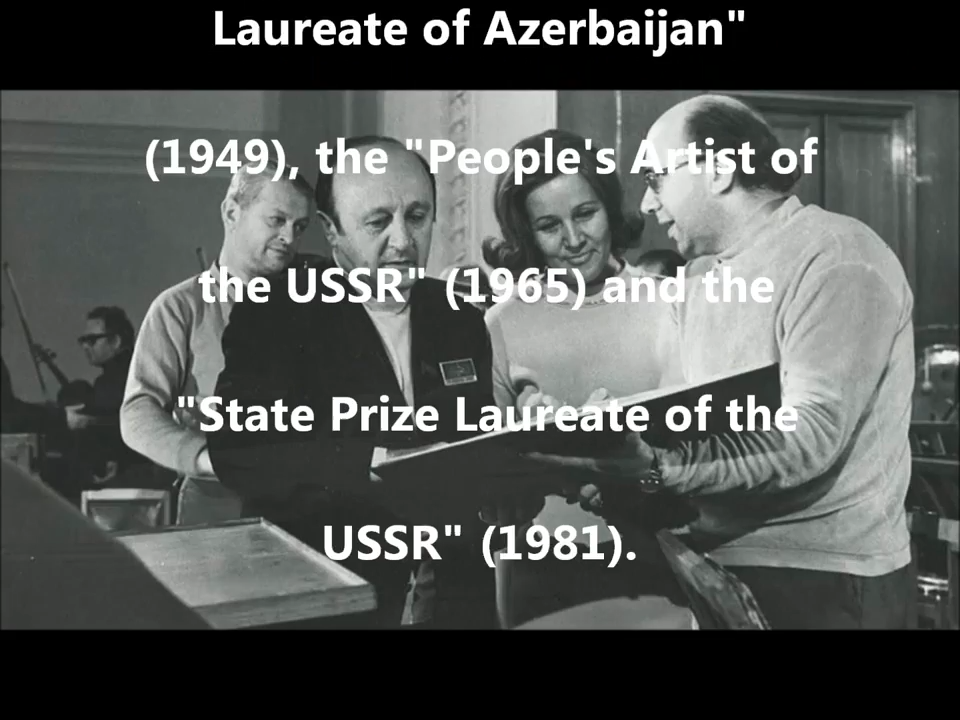 Laureate of Azerbaijan"
(1949), the "People's Artist of
the USSR" (1965) and the
"State Prize Laureate of the
USSR" (1981).